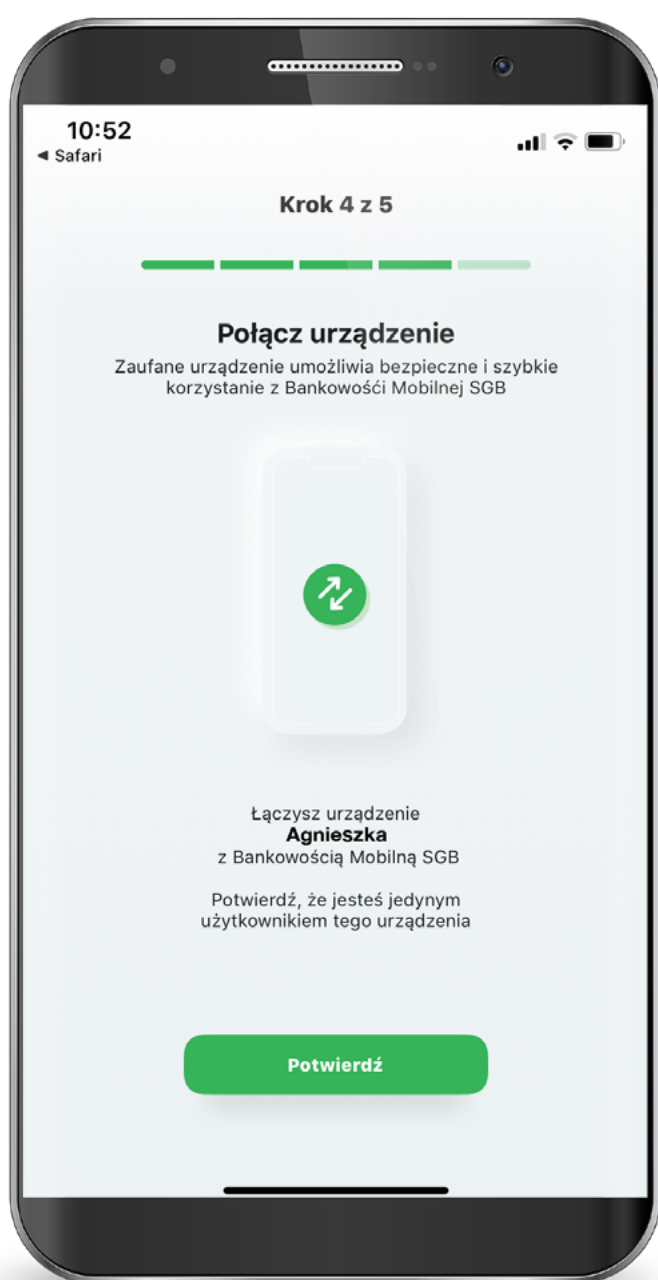 10:52
◀ Safari
Krok 4 z 5
Połącz urządzenie
Zaufane urządzenie umożliwia bezpieczne i szybkie
korzystanie z Bankowośći Mobilnej SGB
Łączysz urządzenie
Agnieszka
z Bankowością Mobilną SGB
Potwierdź, że jesteś jedynym
użytkownikiem tego urządzenia
Potwierdź